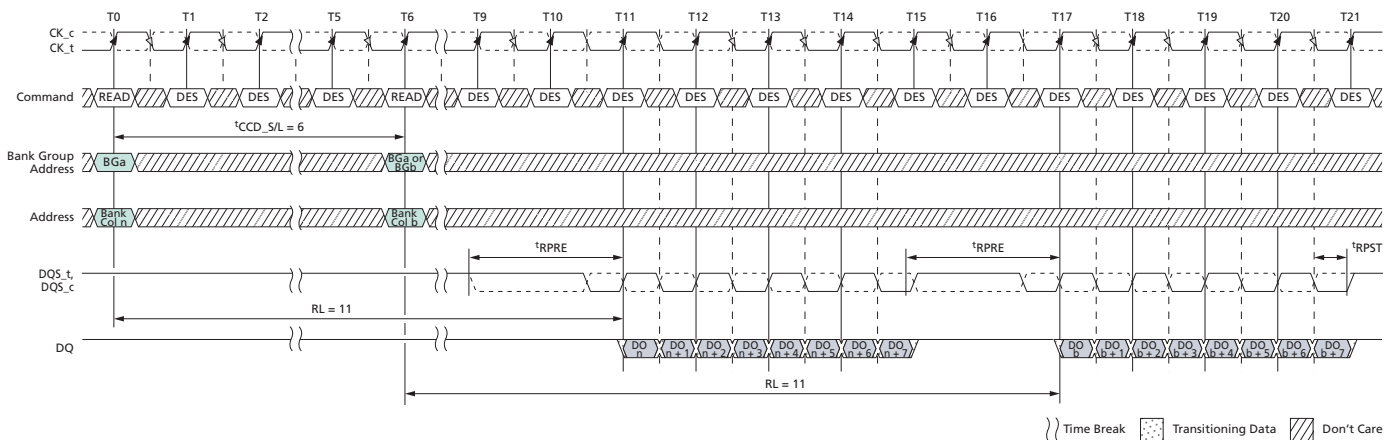 T0 T1 T2 T5 T6 T9 T10 T11 T12 T13 T14 T15 T16 T17 T18 T19 T20 T21
CK_c
CK_t
Command READ DES DES DES READ DES DES DES DES DES DES DES DES DES DES DES DES DES
tCCD_S/L = 6
Bank Group
Address
BGa
BGa or
BGb
Address
Bank
Col n
Bank
Col b
tRPRE tRPRE tRPST
DQS_t,
DQS_c
RL = 11
DQ
DO
n
DO
n + 1
DO
n + 2
DO
n + 3
DO
n + 4
DO
n + 5
DO
n + 6
DO
n + 7
DO
b
DO
b + 1
DO
b + 2
DO
b + 3
DO
b + 4
DO
b + 5
DO
b + 6
DO
b + 7
RL = 11
Time Break Transitioning Data Don't Care